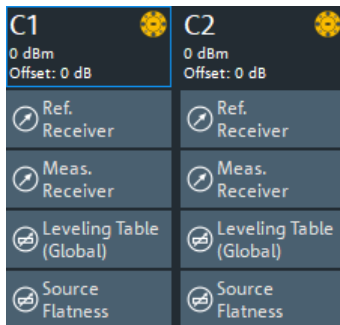 C1
0 dBm
Offset: 0 dB
Ref.
Receiver
Meas.
Receiver
Leveling Table
(Global)
Source
Flatness
C2
0 dBm
Offset: 0 dB
Ref.
Receiver
Meas.
Receiver
Leveling Table
(Global)
Source
Flatness